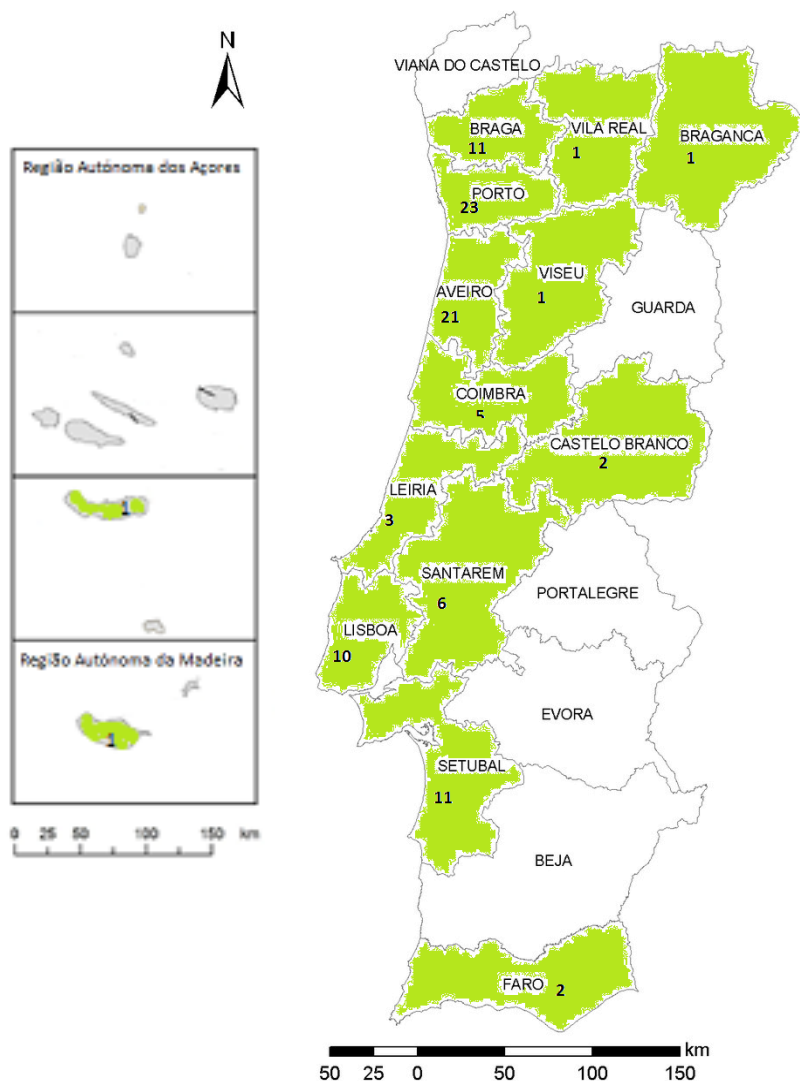 N
Região Autónoma dos Açores
1
Região Autónoma da Madeira
1
0 25 50 100 150 km
VIANA DO CASTELO
BRAGA
11
VILA REAL
1
BRAGANCA
1
PORTO
23
AVEIRO
21
VISEU
1
GUARDA
COIMBRA
5
CASTELO BRANCO
2
LEIRIA
3
SANTAREM
6
PORTALEGRE
LISBOA
10
EVORA
SETUBAL
11
BEJA
FARO 2
km
50 25 0 50 100 150